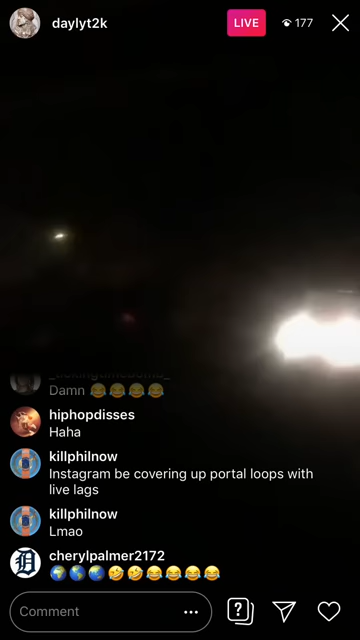 daylyt2k
LIVE
177
Damn 😂😂😂😂
hiphopdisses
Haha
killphilnow
Instagram be covering up portal loops with
live lags
killphilnow
Lmao
cherylpalmer2172
🌍🌎🌏🤣🤣😂😂😂😂
Comment